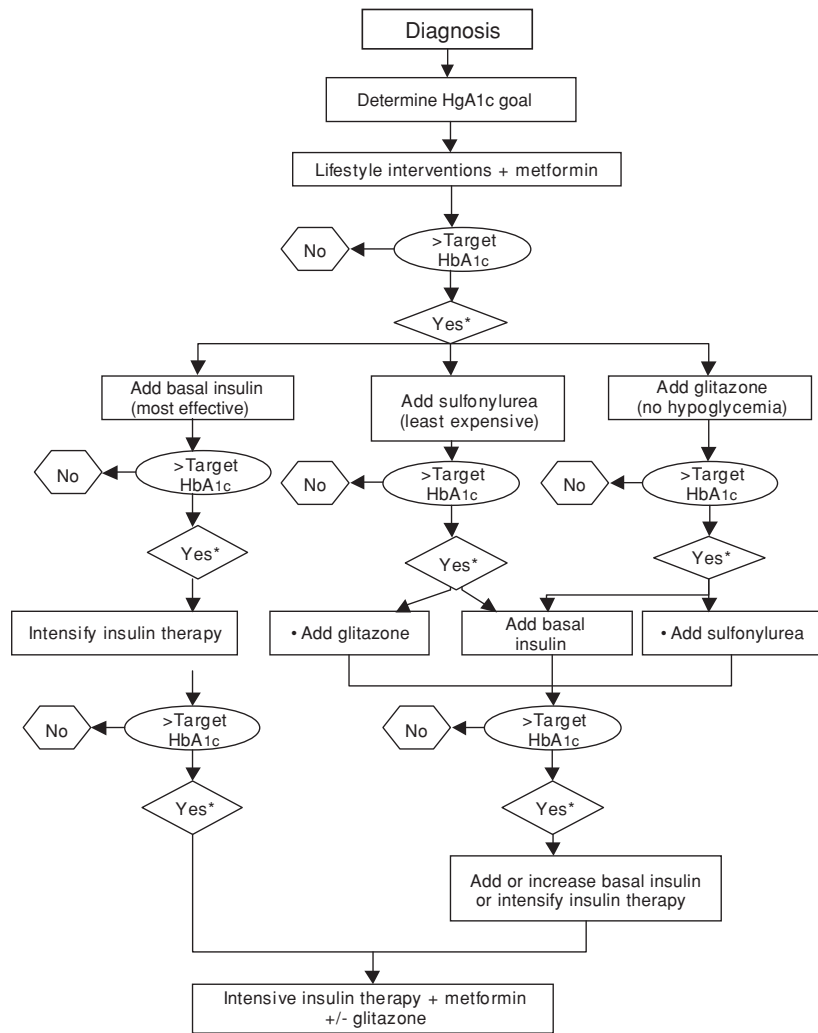 Diagnosis
Determine HgA1c goal
Lifestyle interventions + metformin
No
>Target
HbA1c
Yes*
Add basal insulin
(most effective)
Add sulfonylurea
(least expensive)
Add glitazone
(no hypoglycemia)
No
>Target
HbA1c
No
>Target
HbA1c
No
>Target
HbA1c
Yes*
Yes*
Yes*
Intensify insulin therapy
• Add glitazone
Add basal
insulin
• Add sulfonylurea
No
>Target
HbA1c
No
>Target
HbA1c
Yes*
Yes*
Add or increase basal insulin
or intensify insulin therapy
Intensive insulin therapy + metformin
+/- glitazone